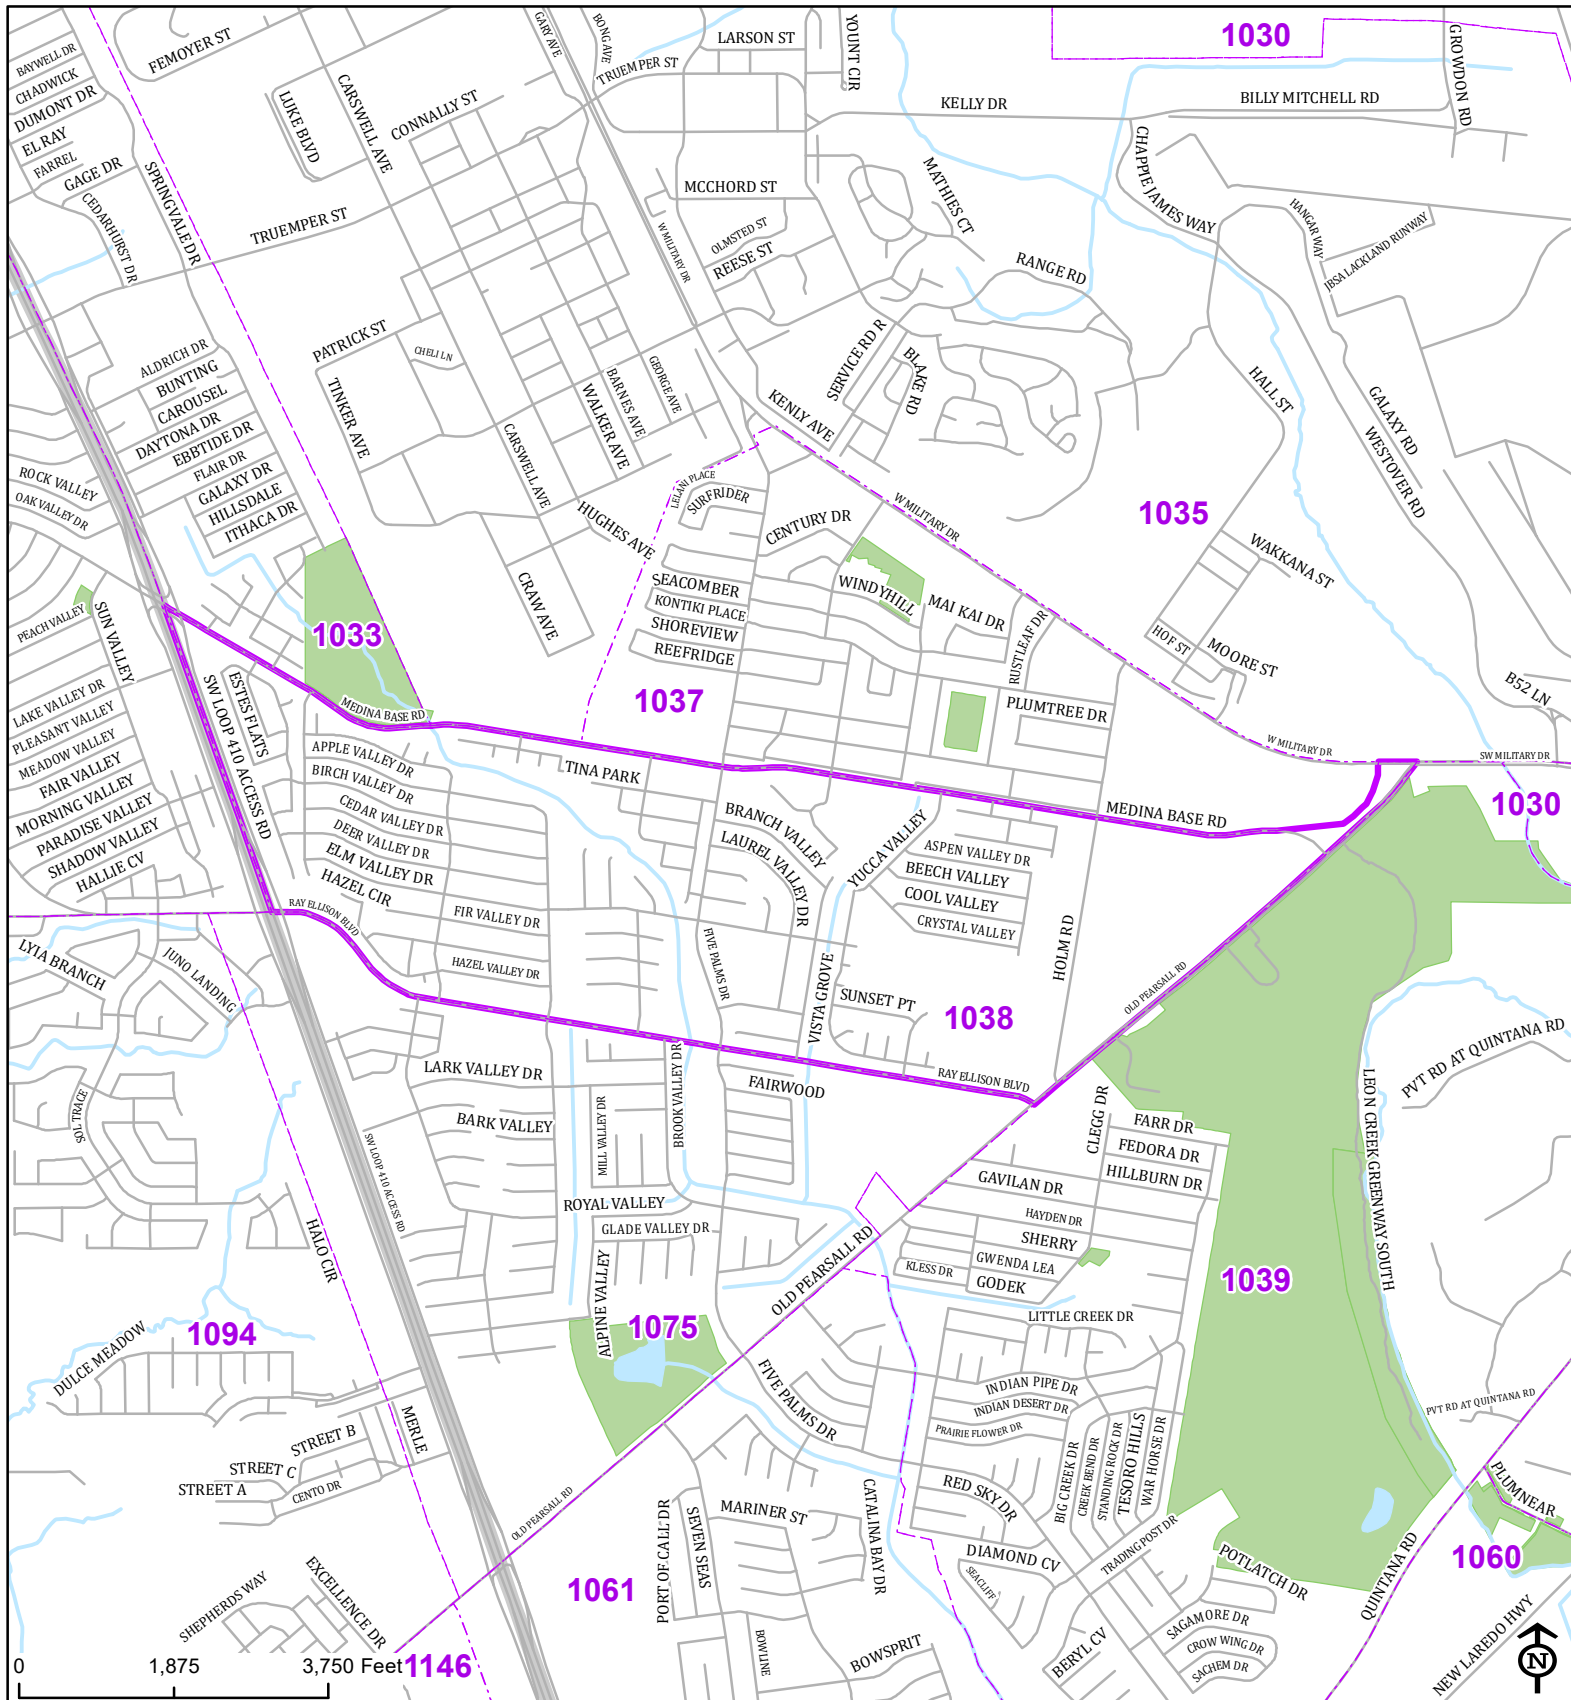 1030
GROWDON RD
BONG AVE
GARY AVE
YOUNT CIR
LARSON ST
FEMOYER ST
BAYWELL DR
CHADWICK
DUMONT DR
EL RAY
FARREL
GAGE DR
CEDARHURST DR
SPRINGVALE DR
LUKE BLVD
CARSWELL AVE
CONNALLY ST
TRUEMPER ST
KELLY DR
BILLY MITCHELL RD
CHAPPIE JAMES WAY
MATHIES CT
MCCHORD ST
OLMSTED ST
REESE ST
W MILITARY DR
TRUEMPER ST
RANGE RD
HANGAR WAY
JBSA LACKLAND RUNWAY
PATRICK ST
CHELI LN
TINKER AVE
ALDRICH DR
BUNTING
CAROUSEL
DAYTONA DR
EBBTIDE DR
FLAIR DR
GALAXY DR
HILLSDALE
ITHACA DR
GEORGE AVE
BARNES AVE
WALKER AVE
CARSWELL AVE
HUGHES AVE
CRAW AVE
SERVICE RD R
BLAKE RD
KENLY AVE
HALL ST
GALAXY RD
WESTOVER RD
ROCK VALLEY
OAK VALLEY DR
LELANI PLACE
SURFRIDER
CENTURY DR
W MILITARY DR
1035
WAKKANA ST
SEACOMBER
KONTIKI PLACE
SHOREVIEW
REEFRIDGE
WINDYHILL
MAI KAI DR
RUSTLEAF DR
HOF ST
MOORE ST
PEACH VALLEY
SUN VALLEY
1033
1037
PLUMTREE DR
B52 LN
LAKE VALLEY DR
PLEASANT VALLEY
MEADOW VALLEY
FAIR VALLEY
MORNING VALLEY
PARADISE VALLEY
SHADOW VALLEY
HALLIE CV
ESTES FLATS
SW LOOP 410 ACCESS RD
MEDINA BASE RD
W MILITARY DR
SW MILITARY DR
APPLE VALLEY DR
BIRCH VALLEY DR
CEDAR VALLEY DR
DEER VALLEY DR
ELM VALLEY DR
HAZEL CIR
FIR VALLEY DR
HAZEL VALLEY DR
TINA PARK
MEDINA BASE RD
1030
BRANCH VALLEY
LAUREL VALLEY DR
YUCCA VALLEY
ASPEN VALLEY DR
BEECH VALLEY
COOL VALLEY
CRYSTAL VALLEY
RAY ELLISON BLVD
LYIA BRANCH
JUNO LANDING
FIVE PALMS DR
VISTA GROVE
SUNSET PT
HOLM RD
OLD PEARSALL RD
1038
RAY ELLISON BLVD
PVT RD AT QUINTANA RD
LARK VALLEY DR
BARK VALLEY
MILL VALLEY DR
BROOK VALLEY DR
FAIRWOOD
SOL TRACE
SW LOOP 410 ACCESS RD
CLEGG DR
FARR DR
FEDORA DR
HILLBURN DR
GAVILAN DR
HAYDEN DR
SHERRY
GWENDA LEA
GODEK
KLESS DR
LEON CREEK GREENWAY SOUTH
ROYAL VALLEY
GLADE VALLEY DR
ALPINE VALLEY
HALO CIR
OLD PEARSALL RD
1039
1094
1075
LITTLE CREEK DR
DULCE MEADOW
FIVE PALMS DR
INDIAN PIPE DR
INDIAN DESERT DR
PRAIRIE FLOWER DR
PVT RD AT QUINTANA RD
MERLE
STREET B
STREET C
STREET A
CENTO DR
BIG CREEK DR
CREEK BEND DR
STANDING ROCK DR
TESORO HILLS
WAR HORSE DR
RED SKY DR
PLUMNEAR
OLD PEARSALL RD
PORT OF CALL DR
SEVEN SEAS
MARINER ST
CATALINA BAY DR
DIAMOND CV
SEACLIFF
TRADING POST DR
POTLATCH DR
QUINTANA RD
1060
1061
SHEPHERDS WAY
EXCELLENCE DR
BOWLINE
BOWSPRIT
BERYL CV
SAGAMORE DR
CROW WING DR
SACHEM DR
NEW LAREDO HWY
1146
0 1,875 3,750 Feet
N